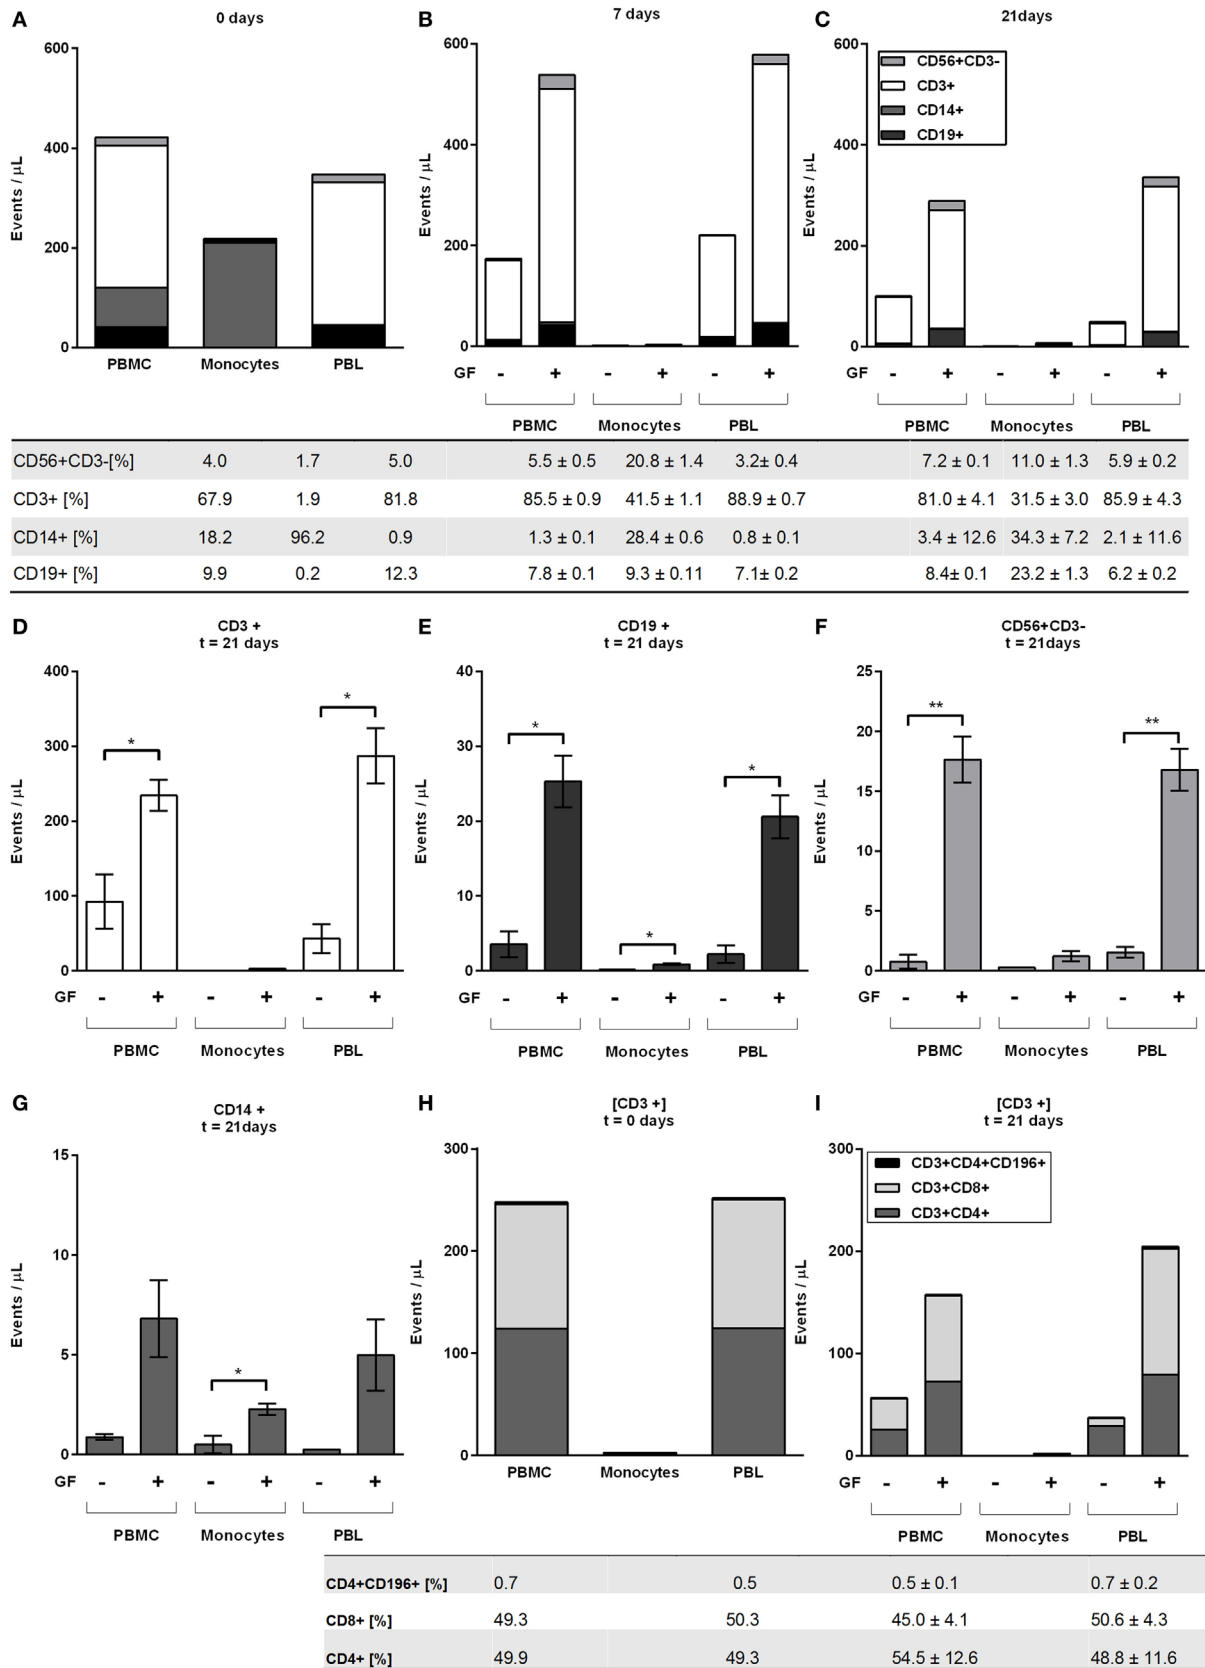 A 0 days
B 7 days
C 21days
Events / µL
600
400
200
0
PBMC Monocytes PBL
Events / µL
600
400
200
0
GF - + - + - +
PBMC Monocytes PBL
Events / µL
600
400
200
0
CD56+CD3-
CD3+
CD14+
CD19+
GF - + - + - +
PBMC Monocytes PBL
CD56+CD3-[%] 4.0 1.7 5.0 5.5 ± 0.5 20.8 ± 1.4 3.2± 0.4 7.2 ± 0.1 11.0 ± 1.3 5.9 ± 0.2
CD3+ [%] 67.9 1.9 81.8 85.5 ± 0.9 41.5 ± 1.1 88.9 ± 0.7 81.0 ± 4.1 31.5 ± 3.0 85.9 ± 4.3
CD14+ [%] 18.2 96.2 0.9 1.3 ± 0.1 28.4 ± 0.6 0.8 ± 0.1 3.4 ± 12.6 34.3 ± 7.2 2.1 ± 11.6
CD19+ [%] 9.9 0.2 12.3 7.8 ± 0.1 9.3 ± 0.11 7.1± 0.2 8.4± 0.1 23.2 ± 1.3 6.2 ± 0.2
D CD3 +
t = 21 days
Events / µL
400
300
200
100
0
* *
GF - + - + - +
PBMC Monocytes PBL
E CD19 +
t = 21 days
Events / µL
40
30
20
10
0
* * *
GF - + - + - +
PBMC Monocytes PBL
F CD56+CD3-
t = 21days
Events / µL
25
20
15
10
5
0
** **
GF - + - + - +
PBMC Monocytes PBL
G CD14 +
t = 21days
Events / µL
15
10
5
0
*
GF - + - + - +
PBMC Monocytes PBL
H [CD3 +]
t = 0 days
Events / µL
300
200
100
0
PBMC Monocytes PBL
I [CD3 +]
t = 21 days
Events / µL
300
200
100
0
CD3+CD4+CD196+
CD3+CD8+
CD3+CD4+
GF - + - + - +
PBMC Monocytes PBL
CD4+CD196+ [%] 0.7 0.5 0.5 ± 0.1 0.7 ± 0.2
CD8+ [%] 49.3 50.3 45.0 ± 4.1 50.6 ± 4.3
CD4+ [%] 49.9 49.3 54.5 ± 12.6 48.8 ± 11.6